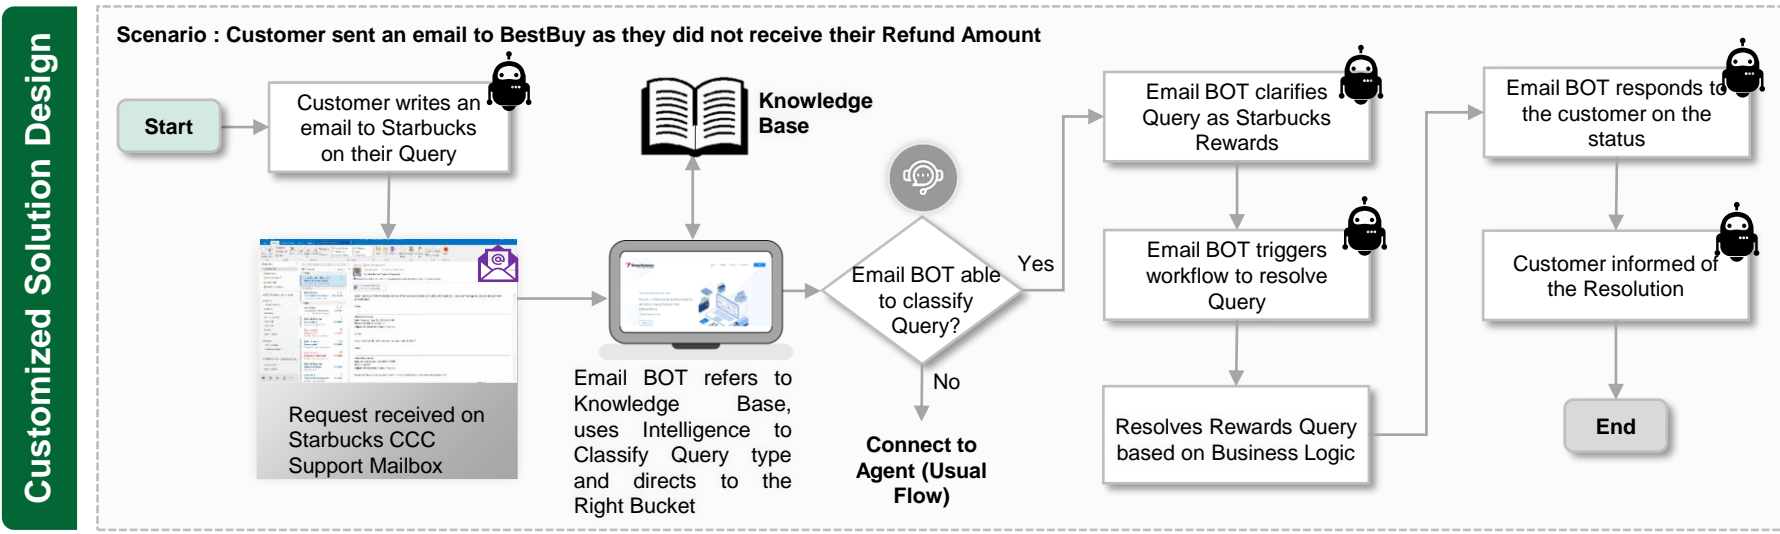 Customized Solution Design
Scenario : Customer sent an email to BestBuy as they did not receive their Refund Amount
Start
Customer writes an
email to Starbucks
on their Query
Request received on
Starbucks CCC
Support Mailbox
Knowledge
Base
Email BOT refers to
Knowledge Base,
uses Intelligence to
Classify Query type
and directs to the
Right Bucket
Email BOT able
to classify
Query?
Yes
No
Connect to
Agent (Usual
Flow)
Email BOT clarifies
Query as Starbucks
Rewards
Email BOT triggers
workflow to resolve
Query
Resolves Rewards Query
based on Business Logic
Email BOT responds to
the customer on the
status
Customer informed of
the Resolution
End